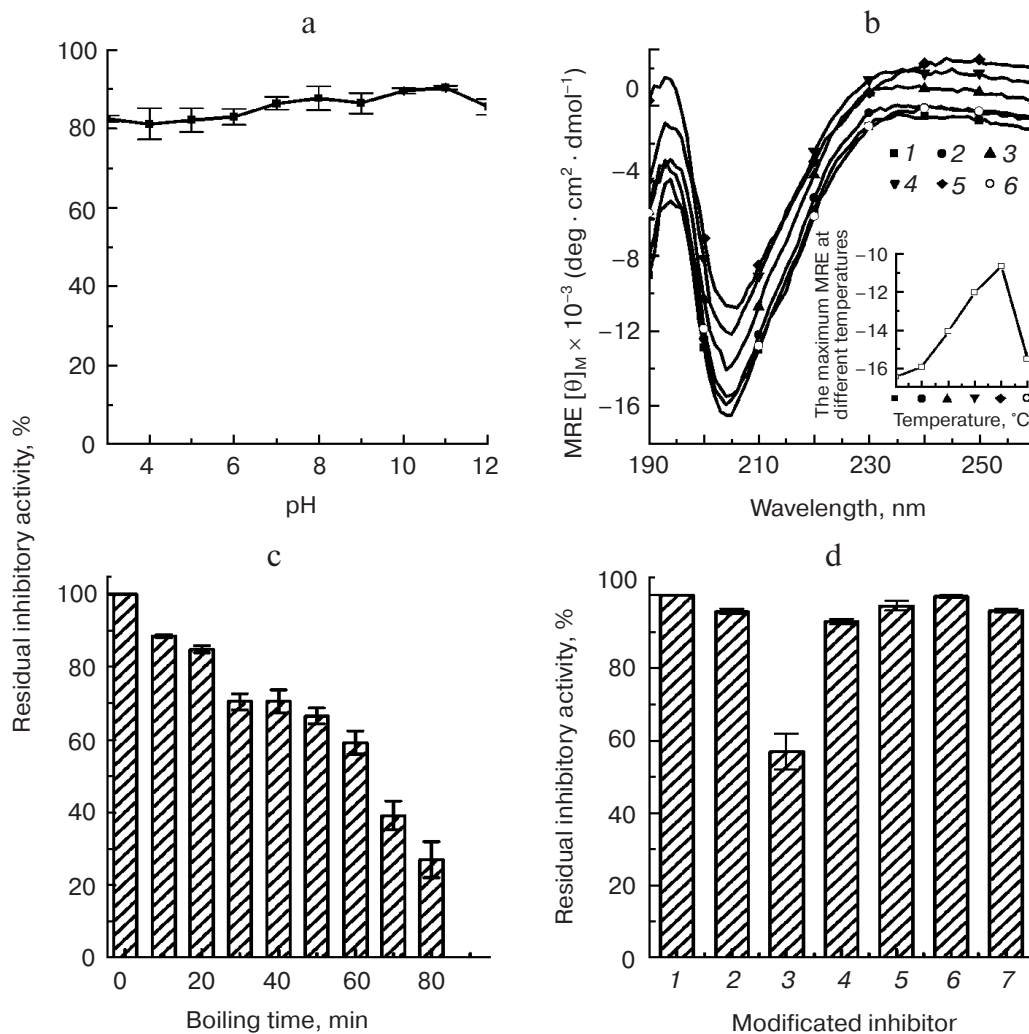 a
100
80
60
40
20
0
4 6 8 10 12
pH
b
0
−4
−8
−12
−16
190 210 230 250
Wavelength, nm
MRE [θ]M × 10−3 (deg · cm2 · dmol−1)
1 2 3
4 5 6
The maximum MRE at
different temperatures
−10
−12
−14
−16
Temperature, °C
Residual inhibitory activity, %
c
100
80
60
40
20
0
0 20 40 60 80
Boiling time, min
d
Residual inhibitory activity, %
100
80
60
40
20
0
1 2 3 4 5 6 7
Modificated inhibitor